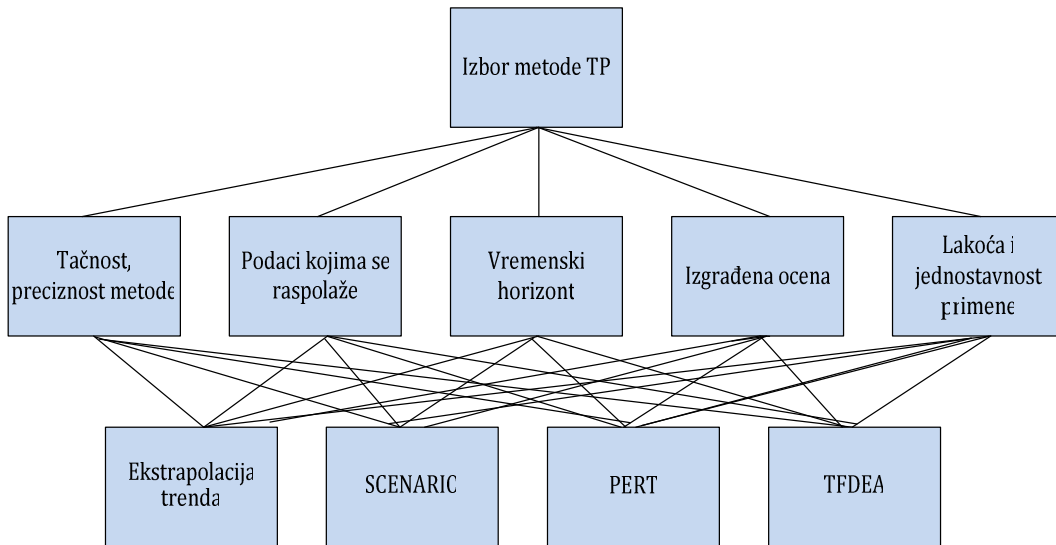 Izbor metode TP
Tačnost,
preciznost metode
Podaci kojima se
raspolaže
Vremenski
horizont
Izgrađena ocena
Lakoća i
jednostavnost
primene
Ekstrapolacija
trenda
SCENARIO
PERT
TFDEA